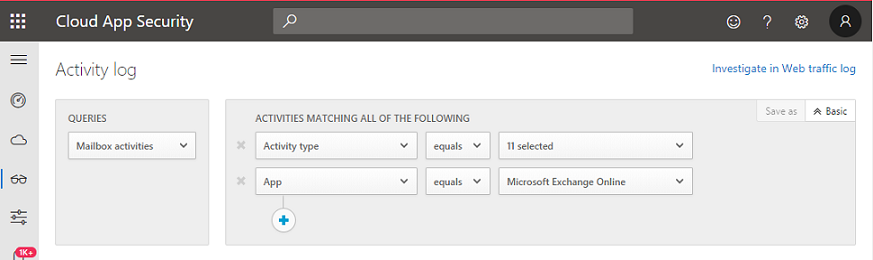 Cloud App Security
?
A
Activity log
Investigate in Web traffic log
QUERIES
Mailbox activities
ACTIVITIES MATCHING ALL OF THE FOLLOWING
Save as
Basic
Activity type
equals
11 selected
App
equals
Microsoft Exchange Online
1K+